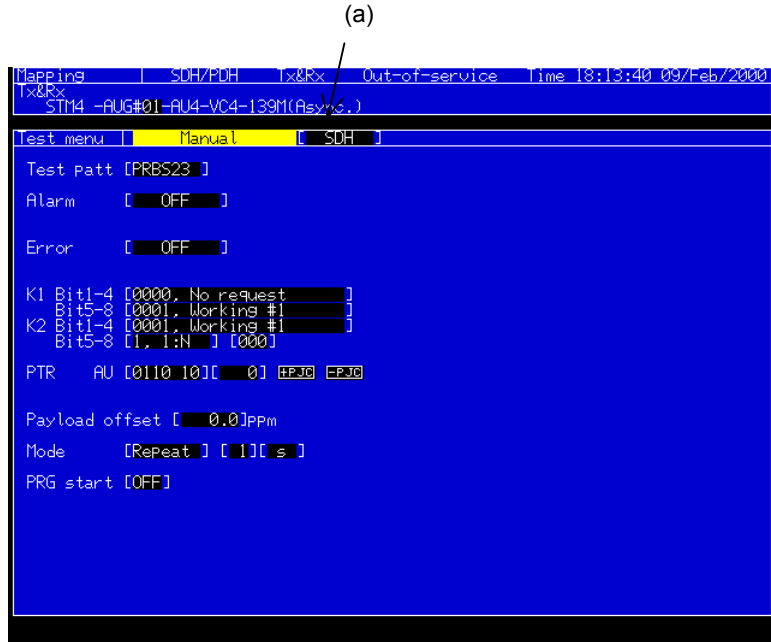 (a)
Mapping | SDH/PDH Tx&Rx Out-of-service Time 18:13:40 09/Feb/2000
Tx&Rx
STM4 -AUG#01-AU4-VC4-139M(Async.)
Test menu | Manual [ SDH ]
Test Patt [PRBS23 ]
Alarm [ OFF ]
Error [ OFF ]
K1 Bit1-4 [0000, No request ]
Bit5-8 [0001, Working #1 ]
K2 Bit1-4 [0001, Working #1 ]
Bit5-8 [1, 1:N ] [000]
PTR AU [0110 10][ 0] +PJC -PJC
Payload offset [ 0.0]ppm
Mode [Repeat ] [ 1][ s ]
PRG start [OFF]